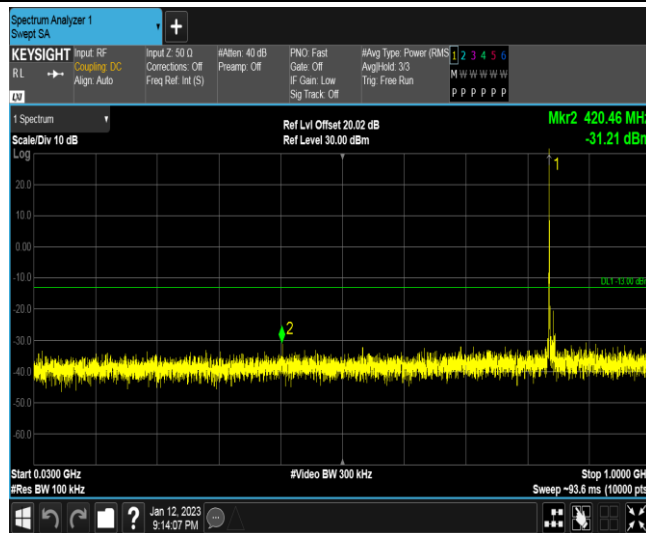 Spectrum Analyzer 1
Swept SA
+
KEYSIGHT
RL
LXI
Input: RF
Coupling: DC
Align: Auto
Input Z: 50 Ω
Corrections: Off
Freq Ref: Int (S)
#Atten: 40 dB
Preamp: Off
PNO: Fast
Gate: Off
IF Gain: Low
Sig Track: Off
#Avg Type: Power (RMS
Avg|Hold: 3/3
Trig: Free Run
1 2 3 4 5 6
M W W W W W
P P P P P P
1 Spectrum
Scale/Div 10 dB
Ref Lvl Offset 20.02 dB
Ref Level 30.00 dBm
Mkr2 420.46 MHz
-31.21 dBm
Log
1
20.0
10.0
0.00
-10.0
DL1 -13.00 dBm
-20.0
2
-30.0
-40.0
-50.0
-60.0
Start 0.0300 GHz
#Video BW 300 kHz
Stop 1.0000 GH
#Res BW 100 kHz
Sweep ~93.6 ms (10000 pts
?
Jan 12, 2023
9:14:07 PM